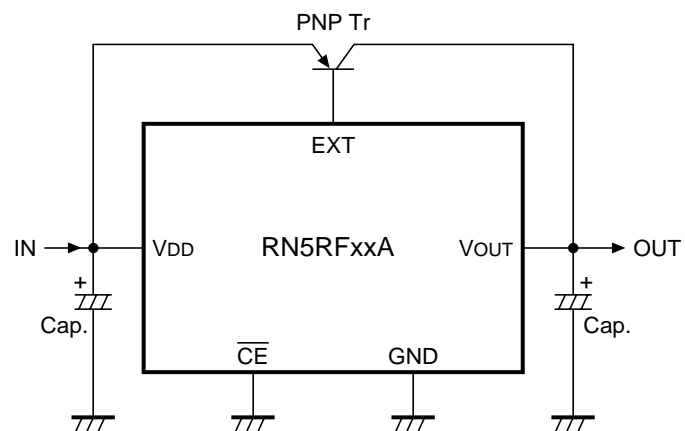 PNP Tr
EXT
IN
VDD
RN5RFxxA
VOUT
OUT
+
Cap.
+
Cap.
CE
GND